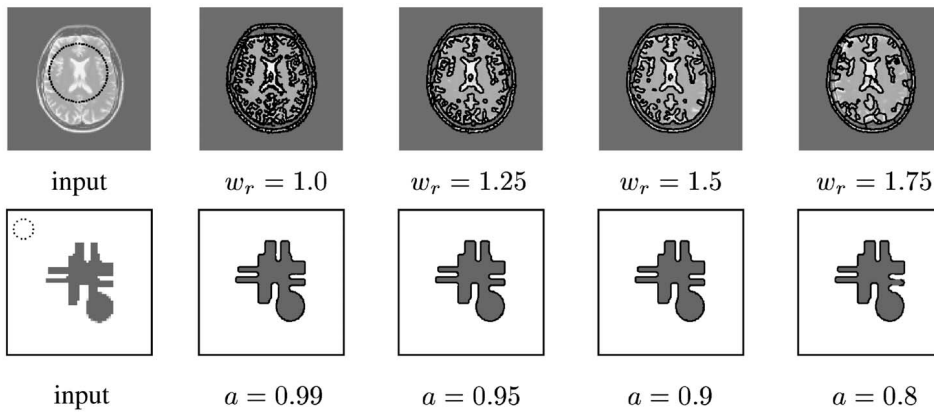 input w_r = 1.0 w_r = 1.25 w_r = 1.5 w_r = 1.75
input a = 0.99 a = 0.95 a = 0.9 a = 0.8